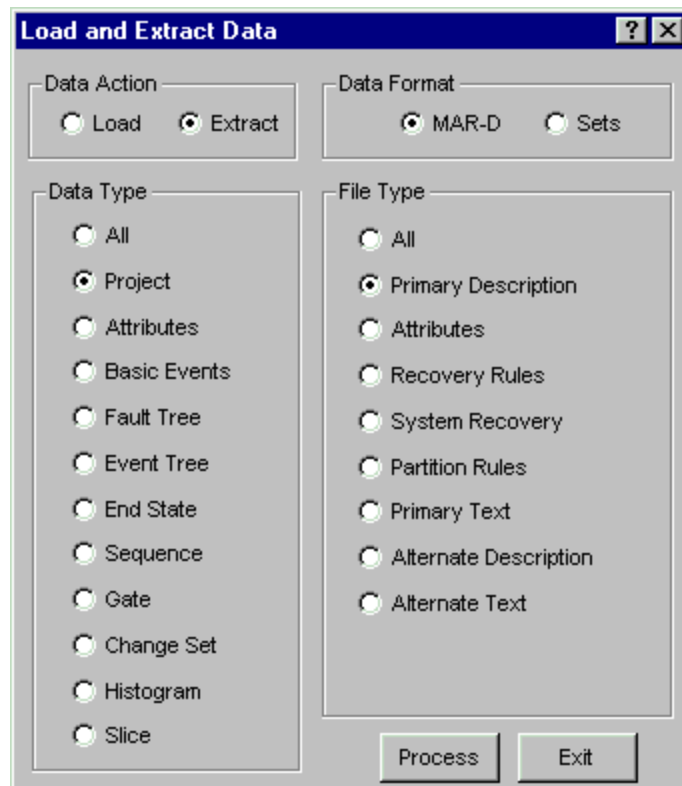 Load and Extract Data
Data Action
Load Extract
Data Format
MAR-D Sets
Data Type
All
Project
Attributes
Basic Events
Fault Tree
Event Tree
End State
Sequence
Gate
Change Set
Histogram
Slice
File Type
All
Primary Description
Attributes
Recovery Rules
System Recovery
Partition Rules
Primary Text
Alternate Description
Alternate Text
Process Exit